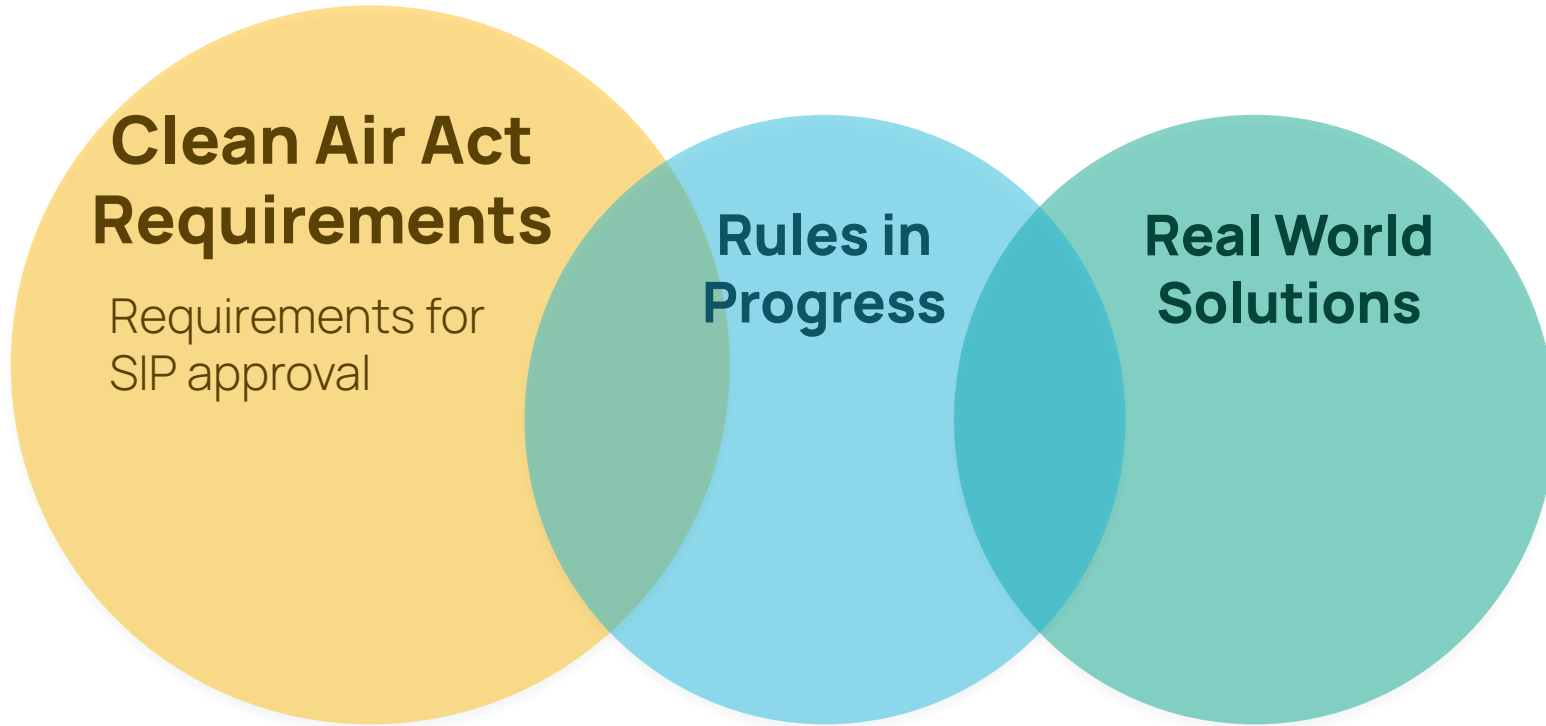 Clean Air Act
Requirements
Requirements for
SIP approval
Rules in
Progress
Real World
Solutions